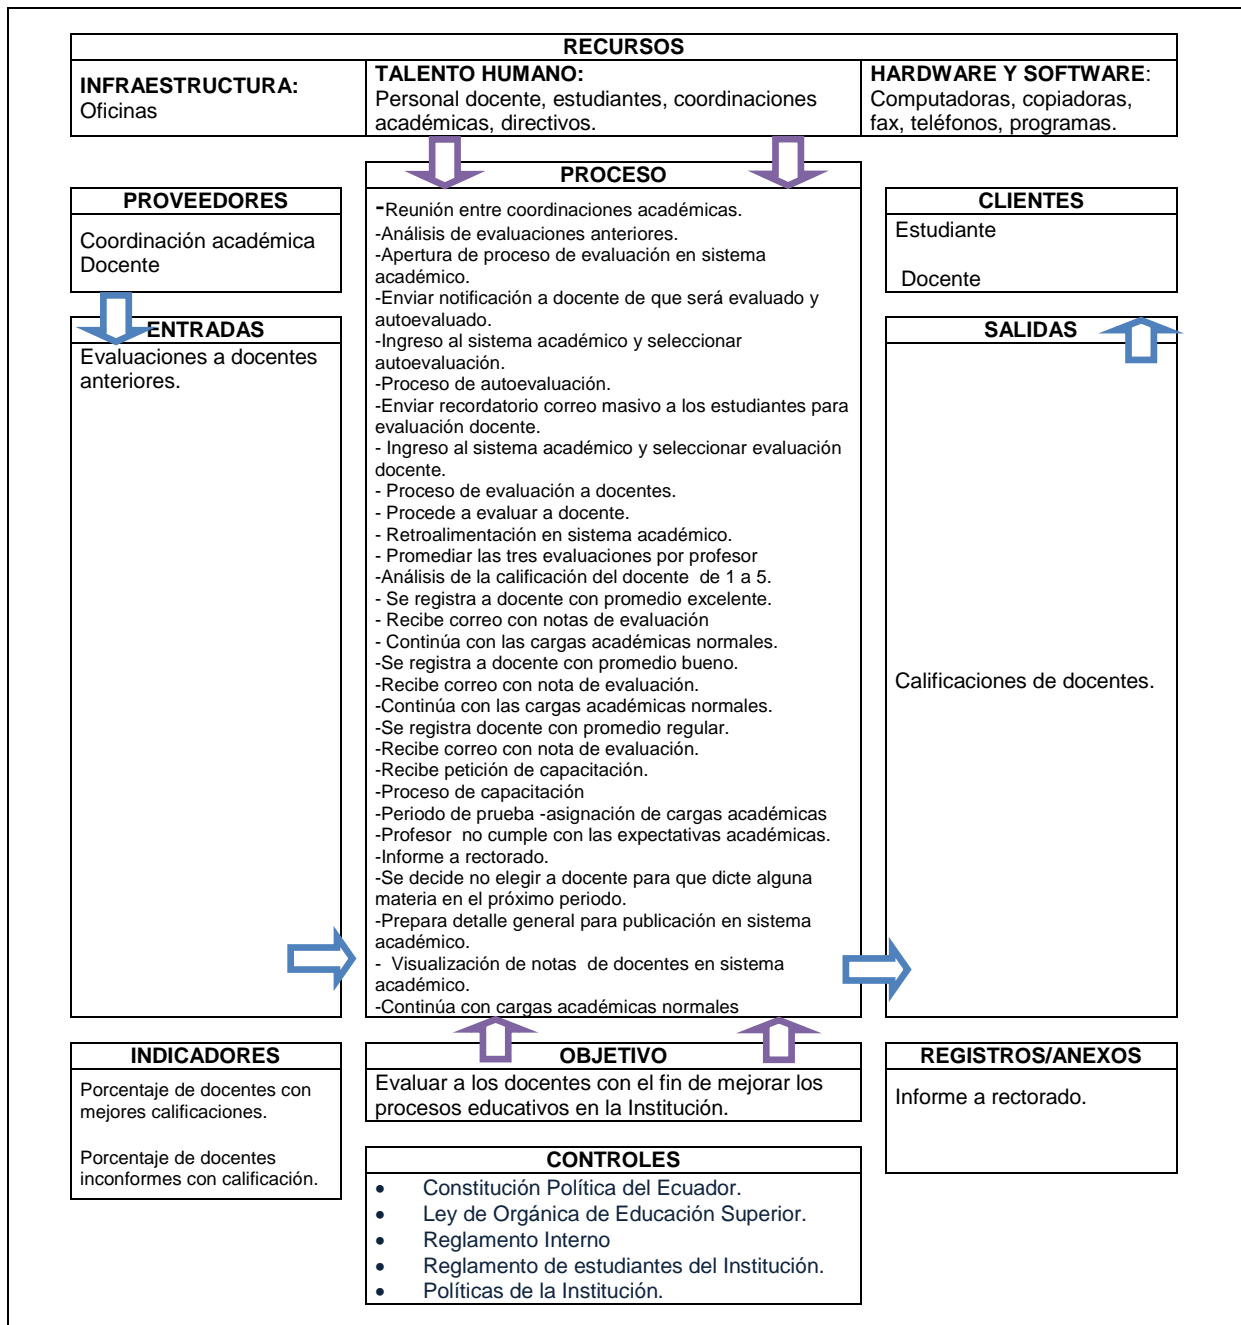 RECURSOS
INFRAESTRUCTURA:
Oficinas
TALENTO HUMANO:
Personal docente, estudiantes, coordinaciones
académicas, directivos.
HARDWARE Y SOFTWARE:
Computadoras, copiadoras,
fax, teléfonos, programas.
PROVEEDORES
Coordinación académica
Docente
ENTRADAS
Evaluaciones a docentes
anteriores.
PROCESO
-Reunión entre coordinaciones académicas.
-Análisis de evaluaciones anteriores.
-Apertura de proceso de evaluación en sistema
académico.
-Enviar notificación a docente de que será evaluado y
autoevaluado.
-Ingreso al sistema académico y seleccionar
autoevaluación.
-Proceso de autoevaluación.
-Enviar recordatorio correo masivo a los estudiantes para
evaluación docente.
- Ingreso al sistema académico y seleccionar evaluación
docente.
- Proceso de evaluación a docentes.
- Procede a evaluar a docente.
- Retroalimentación en sistema académico.
- Promediar las tres evaluaciones por profesor
-Análisis de la calificación del docente  de 1 a 5.
- Se registra a docente con promedio excelente.
- Recibe correo con notas de evaluación
- Continúa con las cargas académicas normales.
-Se registra a docente con promedio bueno.
-Recibe correo con nota de evaluación.
-Continúa con las cargas académicas normales.
-Se registra docente con promedio regular.
-Recibe correo con nota de evaluación.
-Recibe petición de capacitación.
-Proceso de capacitación
-Periodo de prueba -asignación de cargas académicas
-Profesor  no cumple con las expectativas académicas.
-Informe a rectorado.
-Se decide no elegir a docente para que dicte alguna
materia en el próximo periodo.
-Prepara detalle general para publicación en sistema
académico.
-  Visualización de notas  de docentes en sistema
académico.
-Continúa con cargas académicas normales
CLIENTES
Estudiante
Docente
SALIDAS
Calificaciones de docentes.
INDICADORES
Porcentaje de docentes con
mejores calificaciones.
Porcentaje de docentes
inconformes con calificación.
OBJETIVO
Evaluar a los docentes con el fin de mejorar los
procesos educativos en la Institución.
REGISTROS/ANEXOS
Informe a rectorado.
CONTROLES
• Constitución Política del Ecuador.
• Ley de Orgánica de Educación Superior.
• Reglamento Interno
• Reglamento de estudiantes del Institución.
• Políticas de la Institución.